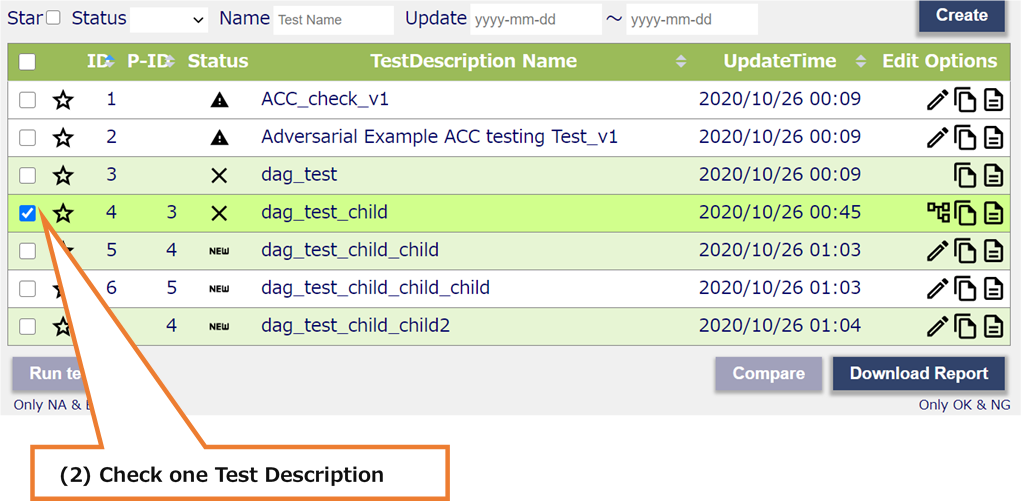 Star Status Name Test Name Update yyyy-mm-dd ～ yyyy-mm-dd Create
ID P-ID Status TestDescription Name UpdateTime Edit Options
1 ACC_check_v1 2020/10/26 00:09
2 Adversarial Example ACC testing Test_v1 2020/10/26 00:09
3 dag_test 2020/10/26 00:09
4 3 dag_test_child 2020/10/26 00:45
5 4 NEW dag_test_child_child 2020/10/26 01:03
6 5 NEW dag_test_child_child_child 2020/10/26 01:03
4 NEW dag_test_child_child2 2020/10/26 01:04
Run Compare Download Report
Only NA & Only OK & NG
(2) Check one Test Description